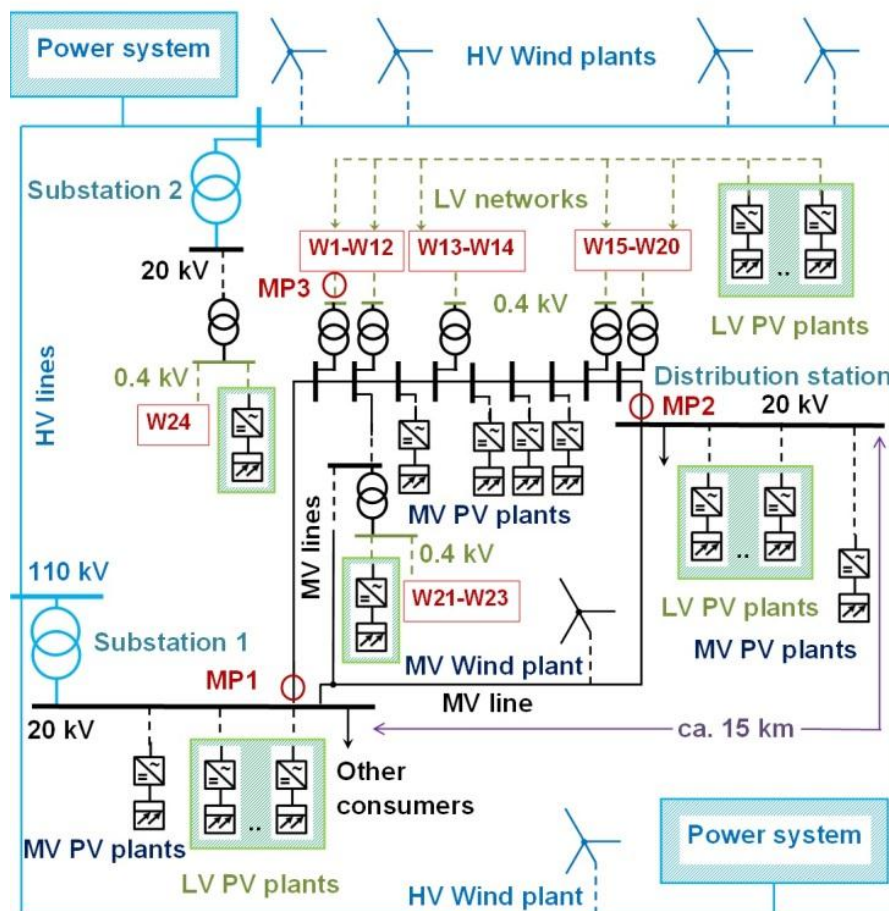 Power system
HV Wind plants
Substation 2
LV networks
W1-W12
W13-W14
W15-W20
20 kV
MP3
0.4 kV
..
LV PV plants
HV lines
0.4 kV
Distribution station
W24
MP2
20 kV
MV PV plants
MV lines
0.4 kV
..
110 kV
W21-W23
LV PV plants
Substation 1
MV Wind plant
MV PV plants
MP1
20 kV
MV line
ca. 15 km
Other
consumers
..
MV PV plants
Power system
LV PV plants
HV Wind plant